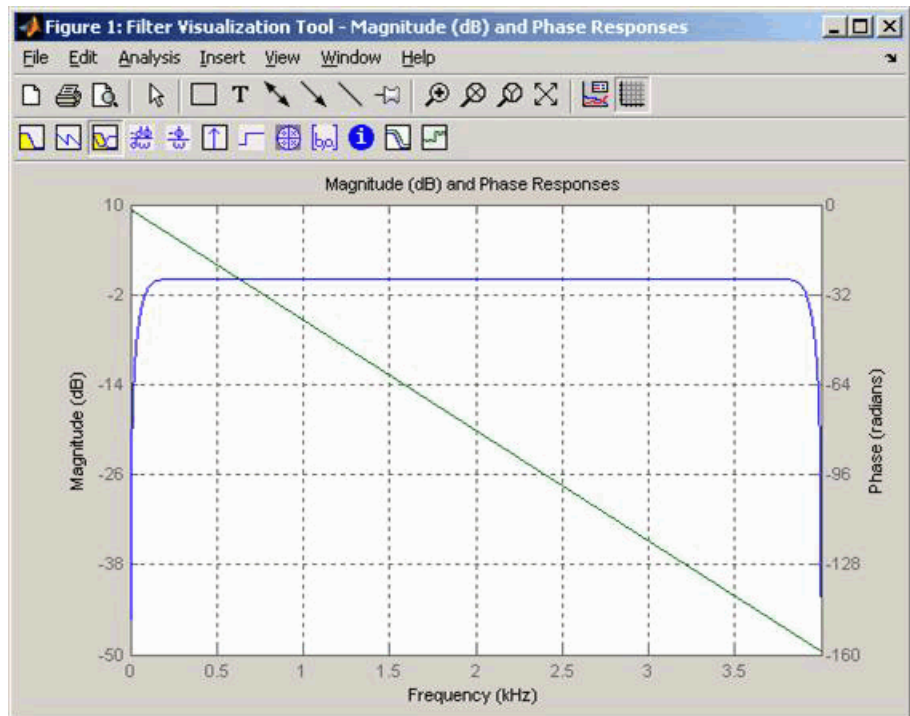 Figure 1: Filter Visualization Tool - Magnitude (dB) and Phase Responses
File Edit Analysis Insert View Window Help
T
[b,a]
i
Magnitude (dB) and Phase Responses
10
-2
-14
-26
-38
-50
Magnitude (dB)
0
-32
-64
-96
-128
-160
Phase (radians)
0 0.5 1 1.5 2 2.5 3 3.5
Frequency (kHz)